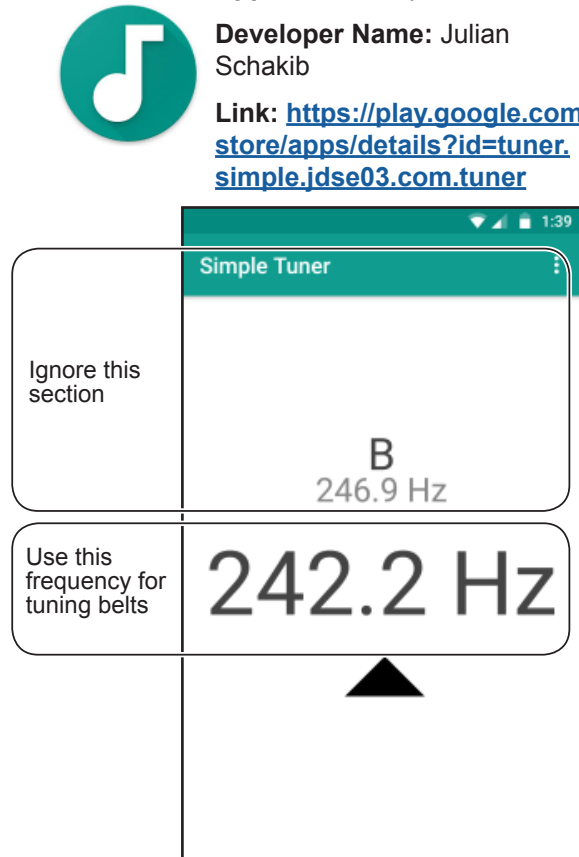 Developer Name: Julian
Schakib
Link: https://play.google.com
store/apps/details?id=tuner.
simple.jdse03.com.tuner
1:39
Simple Tuner
Ignore this
section
B
246.9 Hz
Use this
frequency for
tuning belts
242.2 Hz